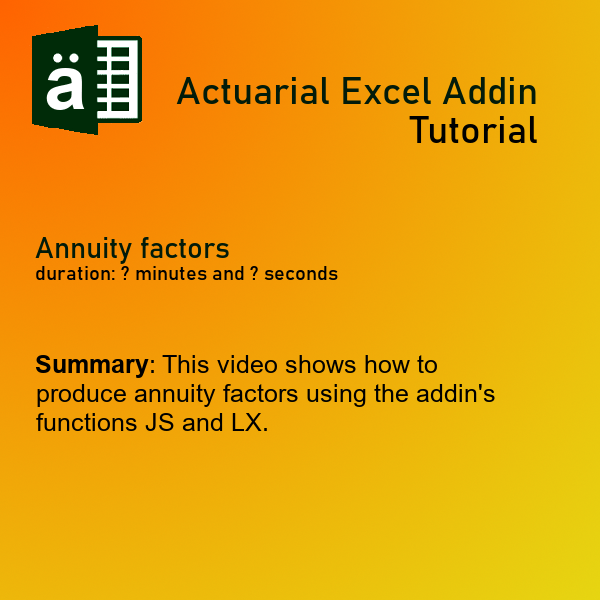 ä
Actuarial Excel Addin
Tutorial
Annuity factors
duration: ? minutes and ? seconds
Summary: This video shows how to
produce annuity factors using the addin's
functions JS and LX.